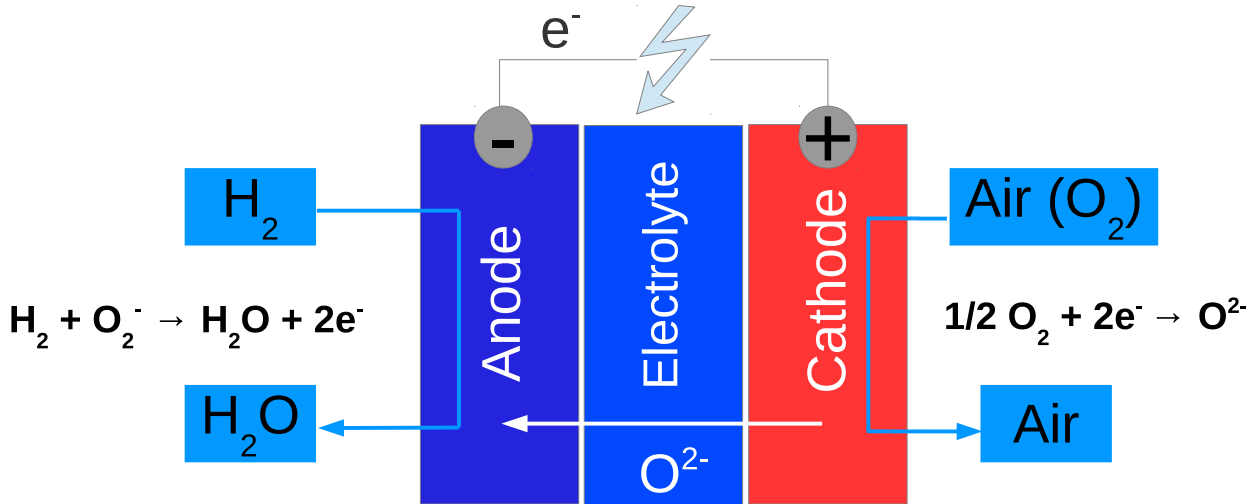 e⁻
-
+
H₂
Air (O₂)
Anode
Electrolyte
Cathode
H₂ + O₂⁻ → H₂O + 2e⁻
1/2 O₂ + 2e⁻ → O²⁻
H₂O
Air
O²⁻